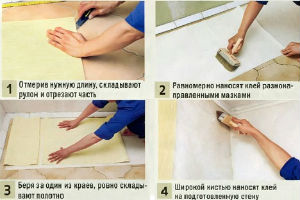 1 Отмерив нужную длину, складывают
рулон и отрезают часть
2 Равномерно наносят клей разнона-
правленными мазками
3 Беря за один из краев, ровно склады-
вают полотно
4 Широкой кистью наносят клей
на подготовленную стену